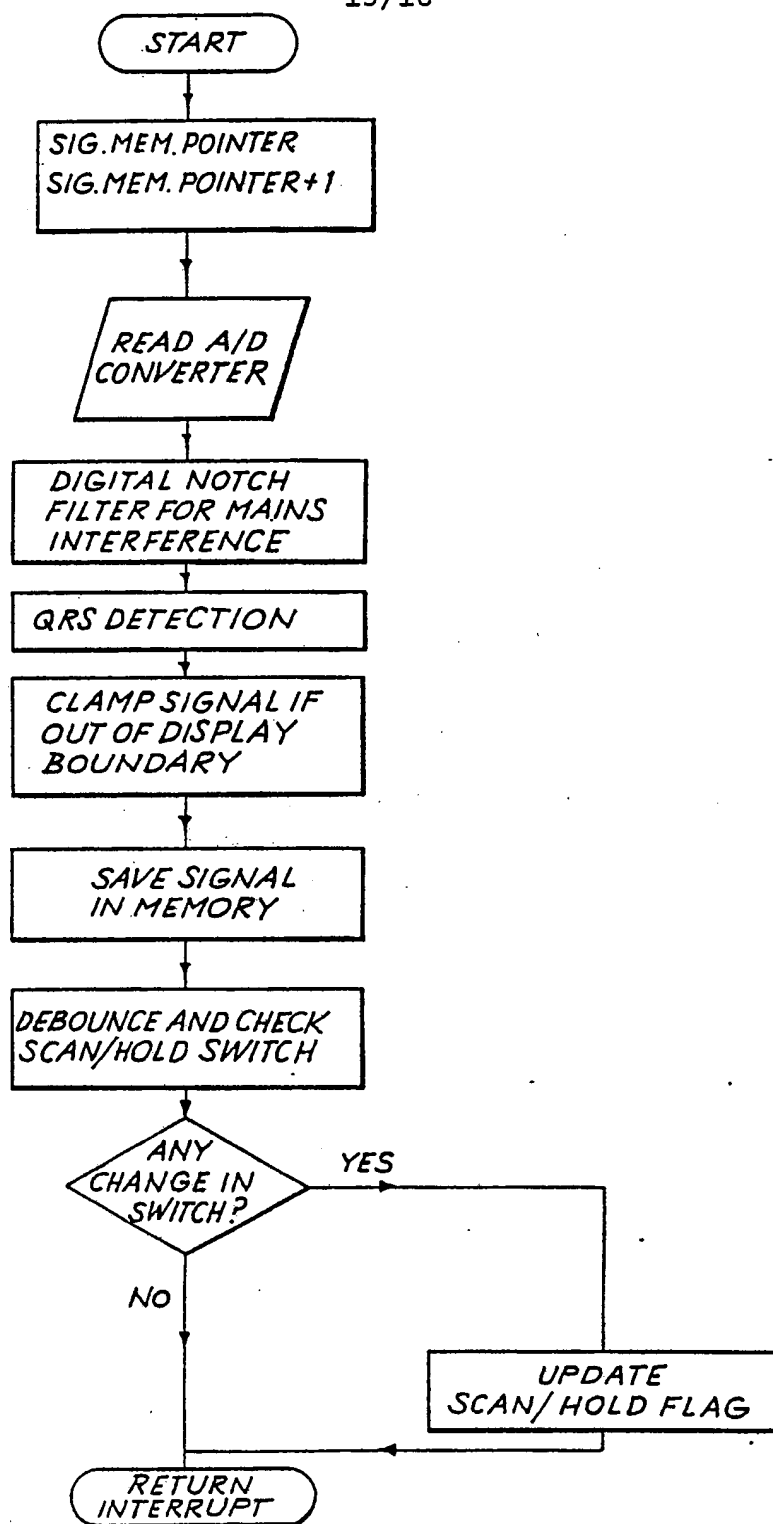 START
SIG.MEM.POINTER
SIG.MEM.POINTER+1
READ A/D
CONVERTER
DIGITAL NOTCH
FILTER FOR MAINS
INTERFERENCE
QRS DETECTION
CLAMP SIGNAL IF
OUT OF DISPLAY
BOUNDARY
SAVE SIGNAL
IN MEMORY
DEBOUNCE AND CHECK
SCAN/HOLD SWITCH
ANY
CHANGE IN
SWITCH?
YES
NO
UPDATE
SCAN/HOLD FLAG
RETURN
INTERRUPT